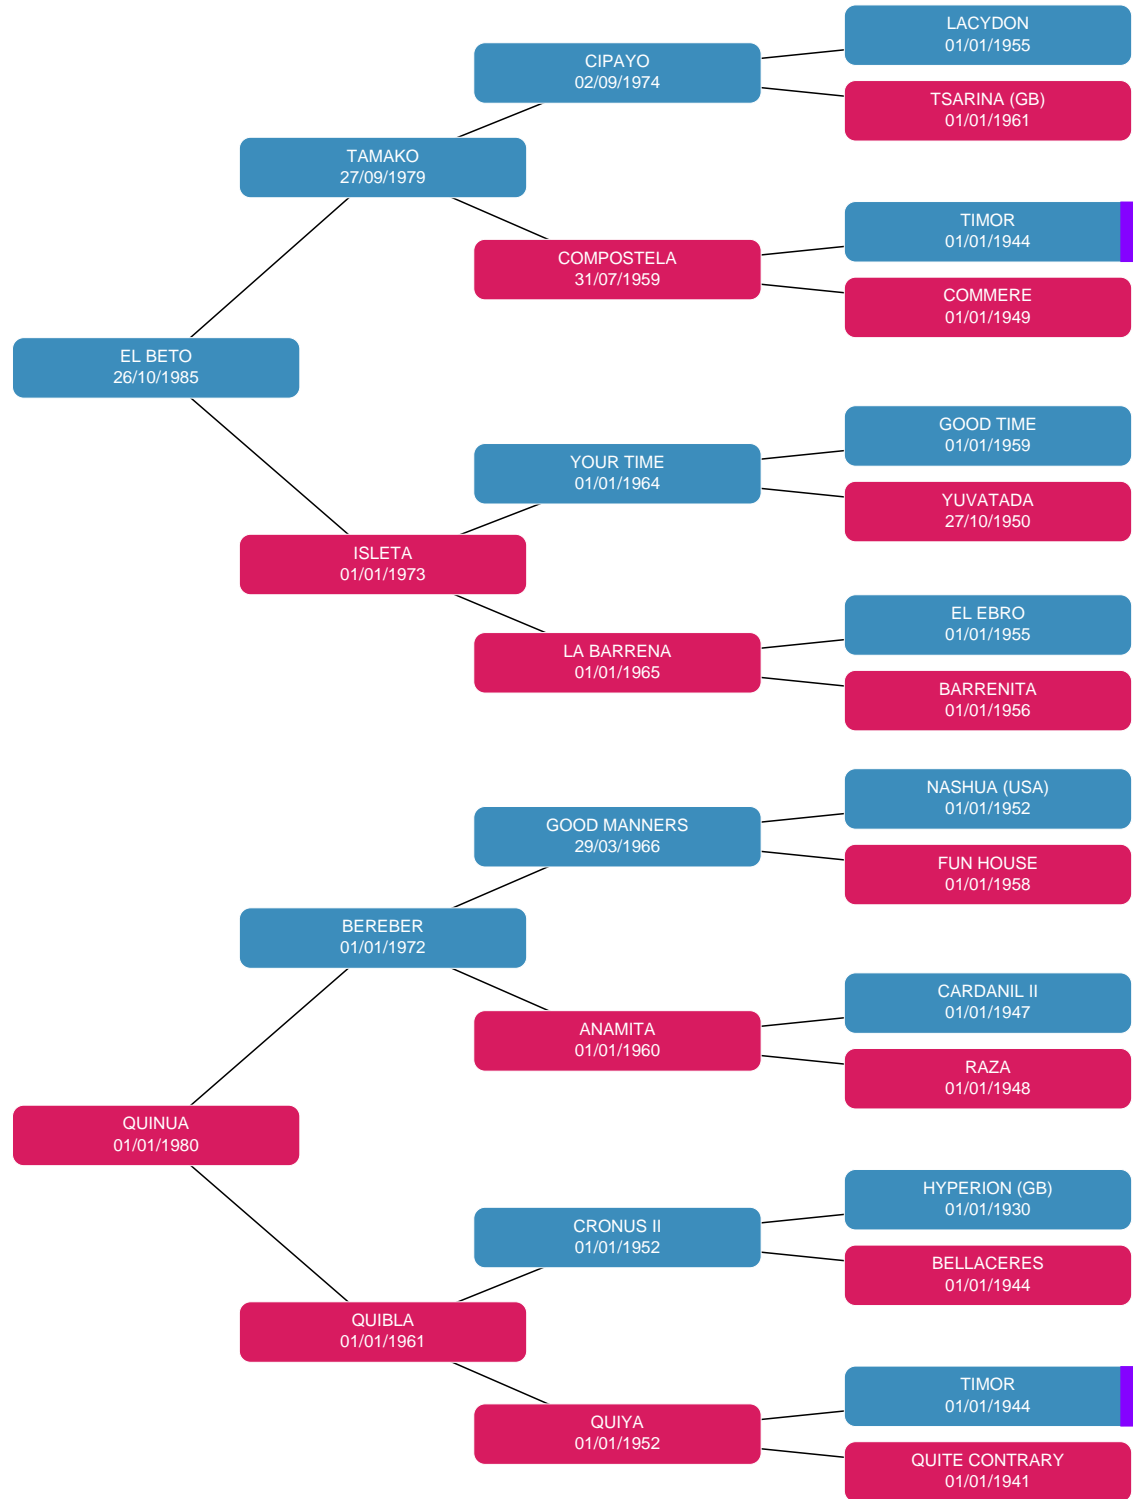 LACYDON
01/01/1955
CIPAYO
02/09/1974
TSARINA (GB)
01/01/1961
TAMAKO
27/09/1979
TIMOR
01/01/1944
COMPOSTELA
31/07/1959
COMMERE
01/01/1949
EL BETO
26/10/1985
GOOD TIME
01/01/1959
YOUR TIME
01/01/1964
YUVATADA
27/10/1950
ISLETA
01/01/1973
EL EBRO
01/01/1955
LA BARRENA
01/01/1965
BARRENITA
01/01/1956
NASHUA (USA)
01/01/1952
GOOD MANNERS
29/03/1966
FUN HOUSE
01/01/1958
BEREBER
01/01/1972
CARDANIL II
01/01/1947
ANAMITA
01/01/1960
RAZA
01/01/1948
QUINUA
01/01/1980
HYPERION (GB)
01/01/1930
CRONUS II
01/01/1952
BELLACERES
01/01/1944
QUIBLA
01/01/1961
TIMOR
01/01/1944
QUIYA
01/01/1952
QUITE CONTRARY
01/01/1941